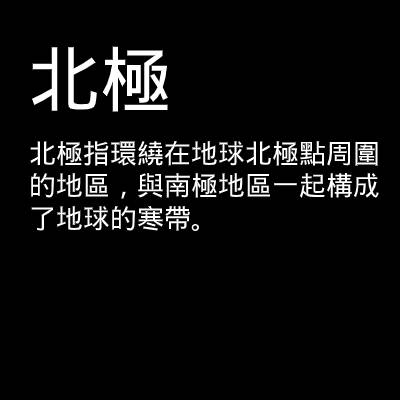 北極
北極指環繞在地球北極點周圍
的地區，與南極地區一起構成
了地球的寒帶。